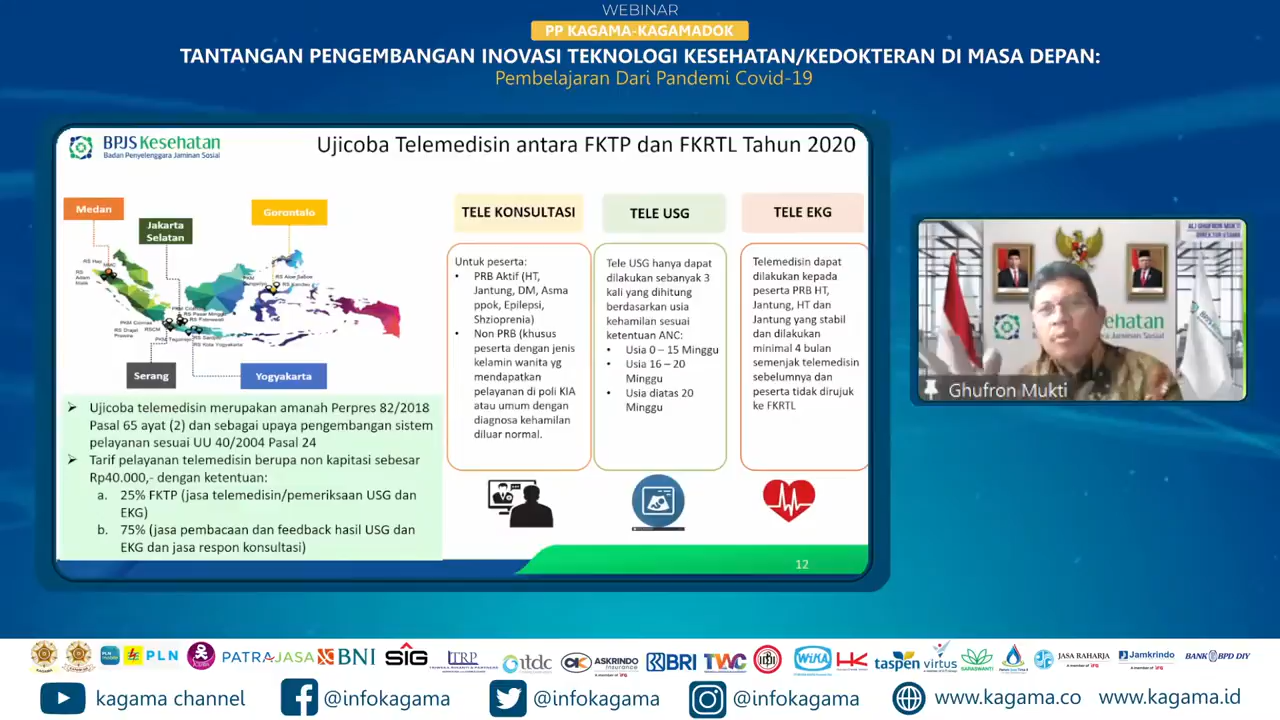 WEBINAR
PP KAGAMA-KAGAMADOK
TANTANGAN PENGEMBANGAN INOVASI TEKNOLOGI KESEHATAN/KEDOKTERAN DI MASA DEPAN:
Pembelajaran Dari Pandemi Covid-19
BPJS Kesehatan
Badan Penyelenggara Jaminan Sosial
Ujicoba Telemedisin antara FKTP dan FKRTL Tahun 2020
Medan
Jakarta
Selatan
Gorontalo
Serang
Yogyakarta
Ujicoba telemedisin merupakan amanah Perpres 82/2018
Pasal 65 ayat (2) dan sebagai upaya pengembangan sistem
pelayanan sesuai UU 40/2004 Pasal 24
Tarif pelayanan telemedisin berupa non kapitasi sebesar
Rp40.000,- dengan ketentuan:
a. 25% FKTP (jasa telemedisin/pemeriksaan USG dan
EKG)
b. 75% (jasa pembacaan dan feedback hasil USG dan
EKG dan jasa respon konsultasi)
TELE KONSULTASI
Untuk peserta:
• PRB Aktif (HT,
Jantung, DM, Asma
ppok, Epilepsi,
Shzioprenia)
• Non PRB (khusus
peserta dengan jenis
kelamin wanita yg
mendapatkan
pelayanan di poli KIA
atau umum dengan
diagnosa kehamilan
diluar normal.
TELE USG
Tele USG hanya dapat
dilakukan sebanyak 3
kali yang dihitung
berdasarkan usia
kehamilan sesuai
ketentuan ANC:
• Usia 0 – 15 Minggu
• Usia 16 – 20
Minggu
• Usia diatas 20
Minggu
TELE EKG
Telemedisin dapat
dilakukan kepada
peserta PRB HT,
Jantung, HT dan
Jantung yang stabil
dan dilakukan
minimal 4 bulan
semenjak telemedisin
sebelumnya dan
peserta tidak dirujuk
ke FKRTL
12
ALI GHUFRON MUKTI
DIREKTUR UTAMA
Ghufron Mukti
PLN
PATRA JASA
BNI
SIG
TRP
itdc
ASKRINDO
insurance
BRI
TWC
WIKA
HK
taspen
virtus
SARASWANTI
JASA RAHARJA
Jamkrindo
BANK BPD DIY
kagama channel
@infokagama
@infokagama
@infokagama
www.kagama.co
www.kagama.id